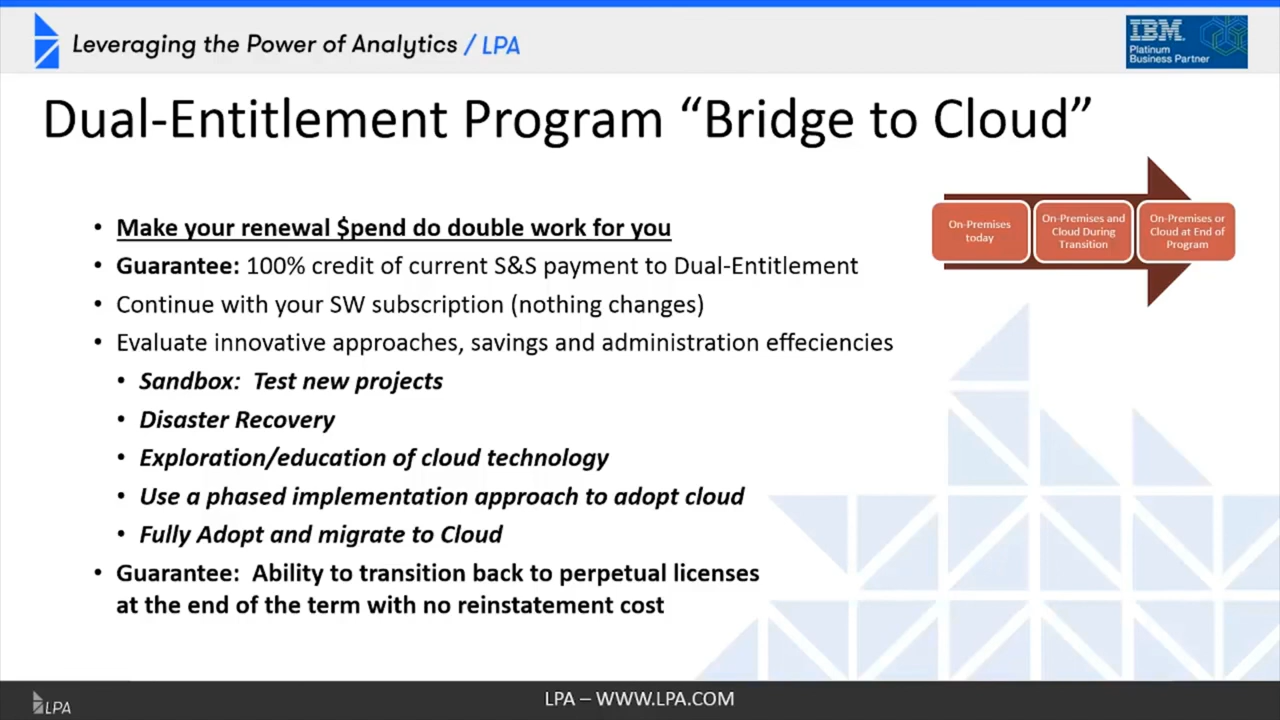 Leveraging the Power of Analytics / LPA
IBM
Platinum
Business Partner
Dual-Entitlement Program “Bridge to Cloud”
• Make your renewal $pend do double work for you
• Guarantee: 100% credit of current S&S payment to Dual-Entitlement
• Continue with your SW subscription (nothing changes)
• Evaluate innovative approaches, savings and administration effeciencies
• Sandbox: Test new projects
• Disaster Recovery
• Exploration/education of cloud technology
• Use a phased implementation approach to adopt cloud
• Fully Adopt and migrate to Cloud
• Guarantee: Ability to transition back to perpetual licenses
at the end of the term with no reinstatement cost
On-Premises
today
On-Premises and
Cloud During
Transition
On-Premises or
Cloud at End of
Program
LPA
LPA – WWW.LPA.COM